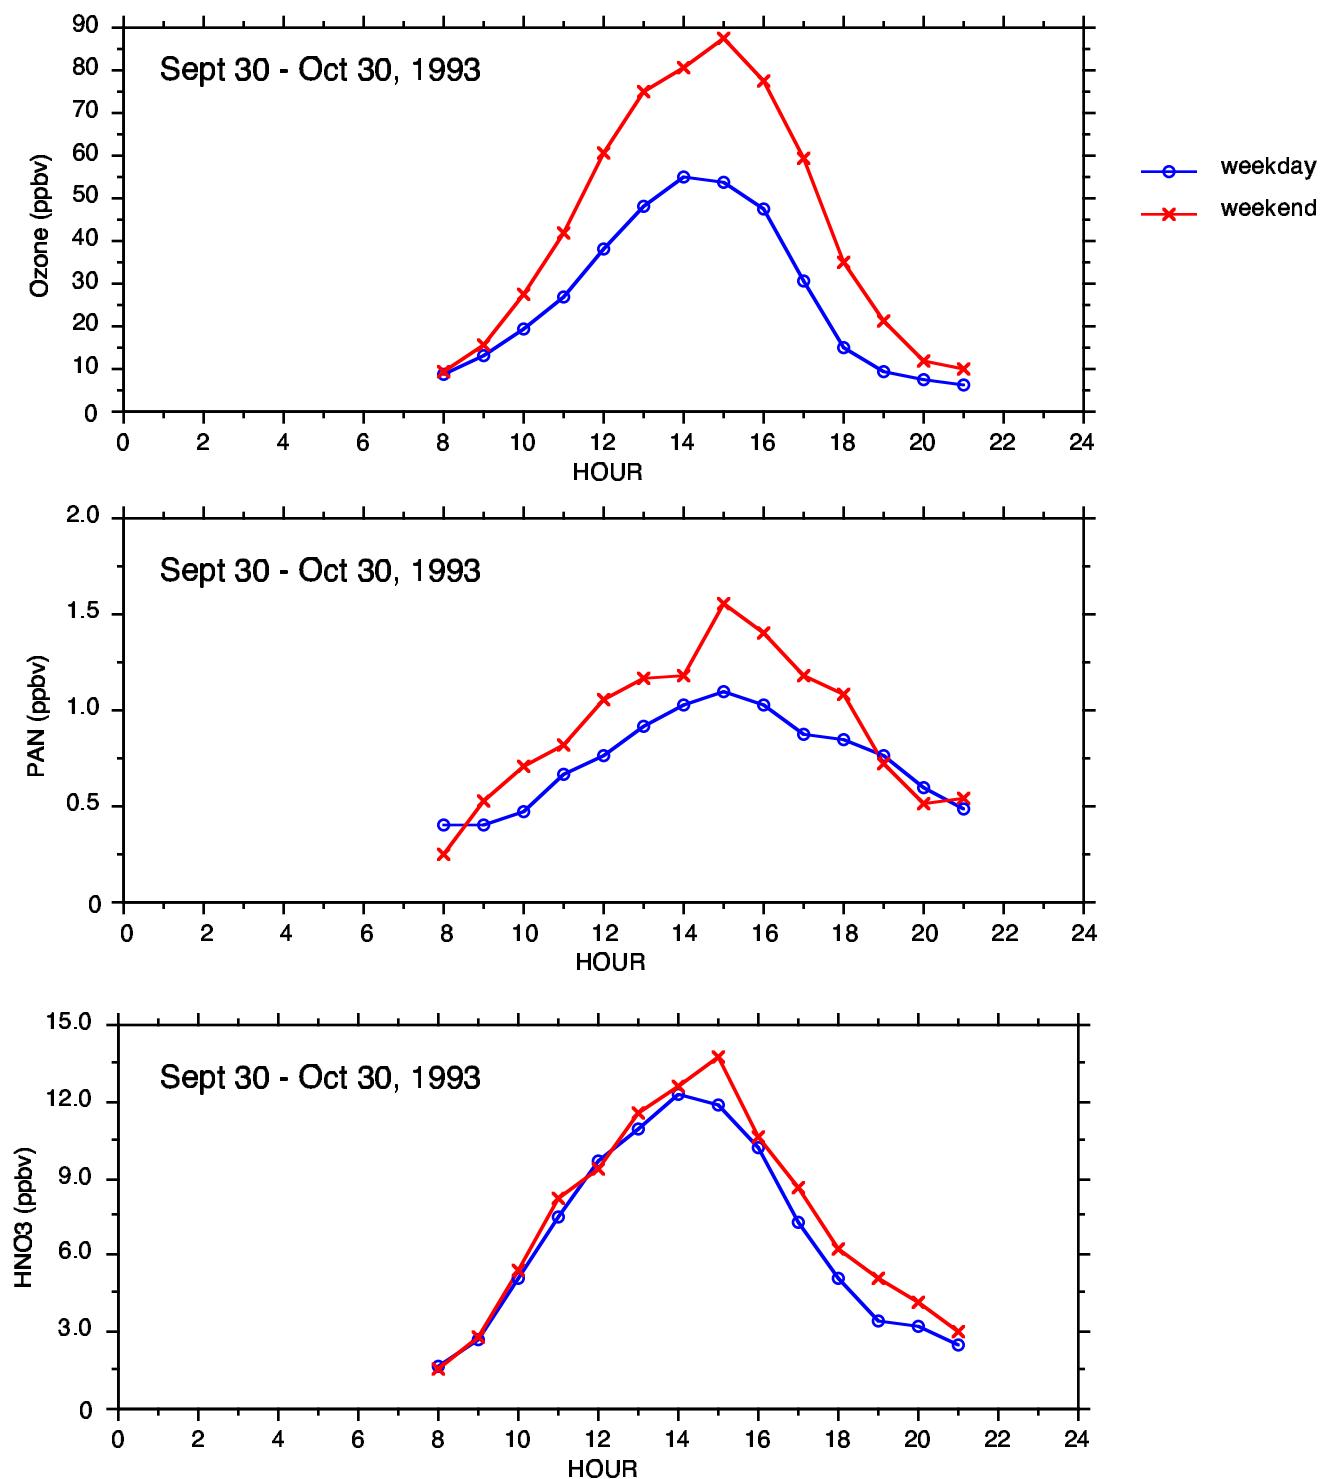 90
80
70
60
50
40
30
20
10
0
Ozone (ppbv)
Sept 30 - Oct 30, 1993
0 2 4 6 8 10 12 14 16 18 20 22 24
HOUR
weekday
weekend
2.0
1.5
1.0
0.5
0
PAN (ppbv)
Sept 30 - Oct 30, 1993
0 2 4 6 8 10 12 14 16 18 20 22 24
HOUR
15.0
12.0
9.0
6.0
3.0
0
HNO3 (ppbv)
Sept 30 - Oct 30, 1993
0 2 4 6 8 10 12 14 16 18 20 22 24
HOUR